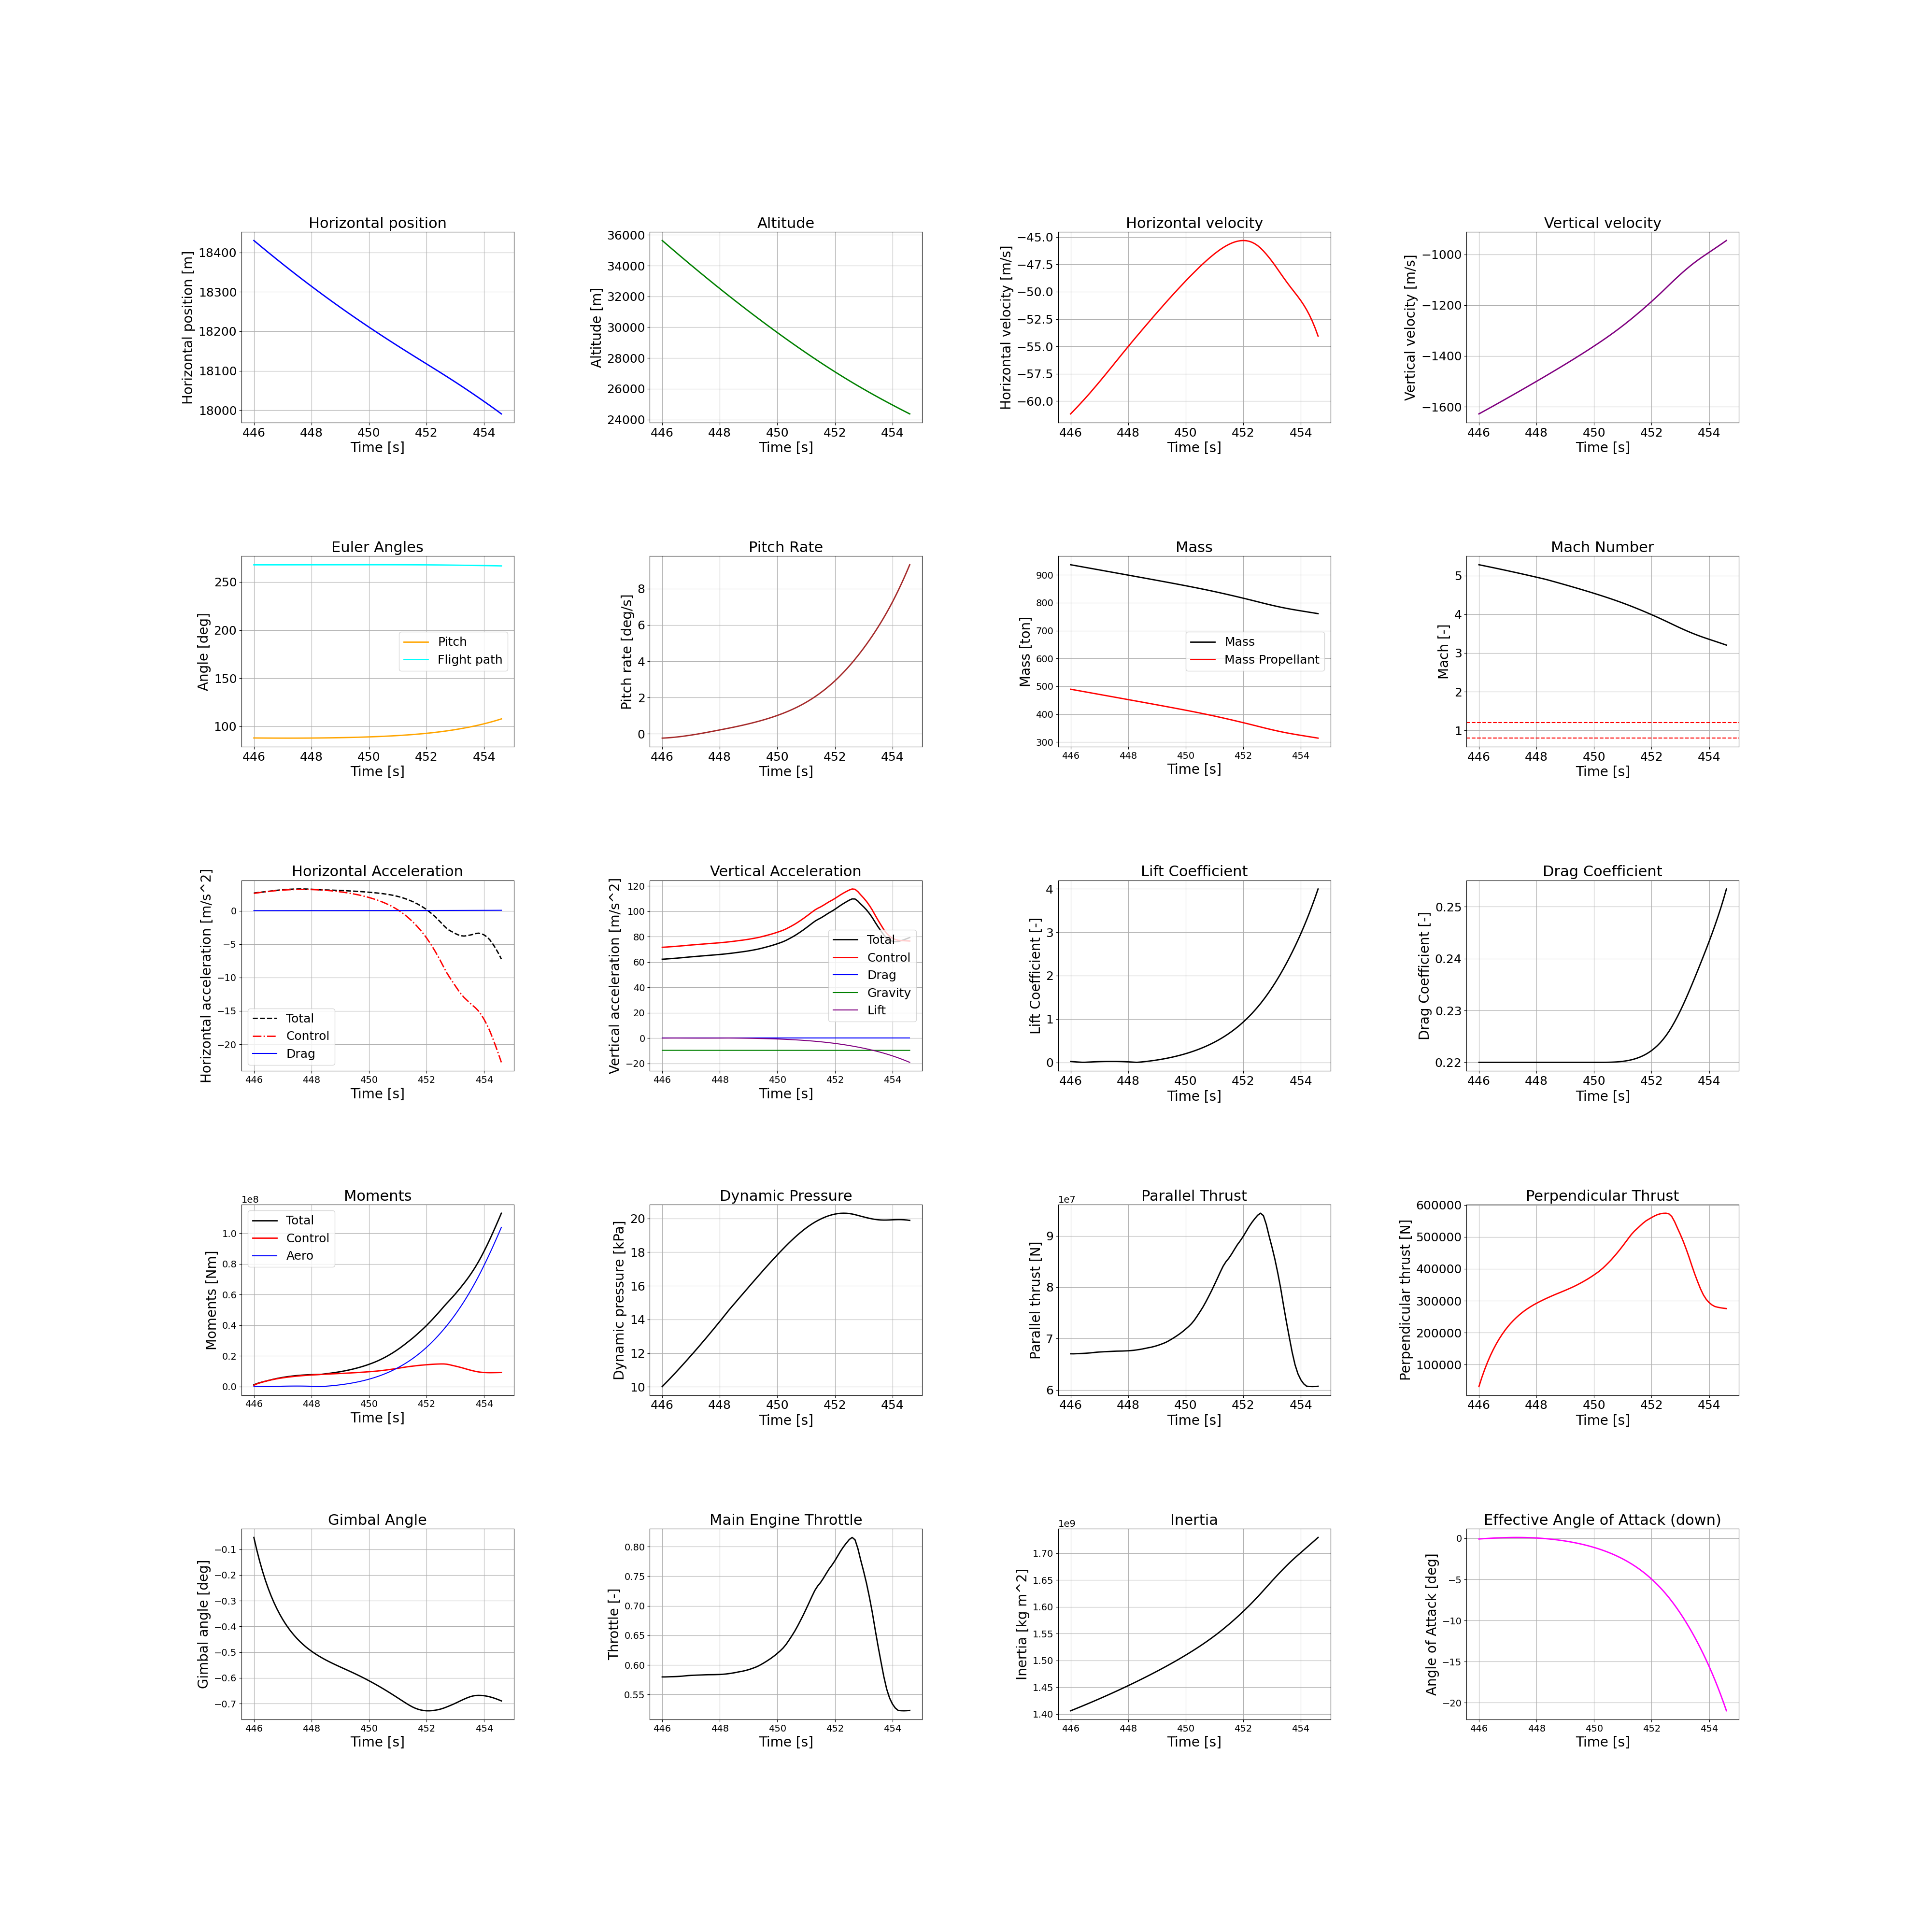 Horizontal position
Horizontal position [m]
18400
18300
18200
18100
18000
446 448 450 452 454
Time [s]
Altitude
Altitude [m]
36000
34000
32000
30000
28000
26000
24000
446 448 450 452 454
Time [s]
Horizontal velocity
Horizontal velocity [m/s]
−45.0
−47.5
−50.0
−52.5
−55.0
−57.5
−60.0
446 448 450 452 454
Time [s]
Vertical velocity
Vertical velocity [m/s]
−1000
−1200
−1400
−1600
446 448 450 452 454
Time [s]
Euler Angles
Angle [deg]
250
200
150
100
Pitch
Flight path
446 448 450 452 454
Time [s]
Pitch Rate
Pitch rate [deg/s]
8
6
4
2
0
446 448 450 452 454
Time [s]
Mass
Mass [ton]
900
800
700
600
500
400
300
Mass
Mass Propellant
446 448 450 452 454
Time [s]
Mach Number
Mach [-]
5
4
3
2
1
446 448 450 452 454
Time [s]
Horizontal Acceleration
Horizontal acceleration [m/s^2]
0
−5
−10
−15
−20
Total
Control
Drag
446 448 450 452 454
Time [s]
Vertical Acceleration
Vertical acceleration [m/s^2]
120
100
80
60
40
20
0
−20
Total
Control
Drag
Gravity
Lift
446 448 450 452 454
Time [s]
Lift Coefficient
Lift Coefficient [-]
4
3
2
1
0
446 448 450 452 454
Time [s]
Drag Coefficient
Drag Coefficient [-]
0.25
0.24
0.23
0.22
446 448 450 452 454
Time [s]
Moments
1e8
Moments [Nm]
1.0
0.8
0.6
0.4
0.2
0.0
Total
Control
Aero
446 448 450 452 454
Time [s]
Dynamic Pressure
Dynamic pressure [kPa]
20
18
16
14
12
10
446 448 450 452 454
Time [s]
Parallel Thrust
1e7
Parallel thrust [N]
9
8
7
6
446 448 450 452 454
Time [s]
Perpendicular Thrust
Perpendicular thrust [N]
600000
500000
400000
300000
200000
100000
446 448 450 452 454
Time [s]
Gimbal Angle
Gimbal angle [deg]
−0.1
−0.2
−0.3
−0.4
−0.5
−0.6
−0.7
446 448 450 452 454
Time [s]
Main Engine Throttle
Throttle [-]
0.80
0.75
0.70
0.65
0.60
0.55
446 448 450 452 454
Time [s]
Inertia
1e9
Inertia [kg m^2]
1.70
1.65
1.60
1.55
1.50
1.45
1.40
446 448 450 452 454
Time [s]
Effective Angle of Attack (down)
Angle of Attack [deg]
0
−5
−10
−15
−20
446 448 450 452 454
Time [s]